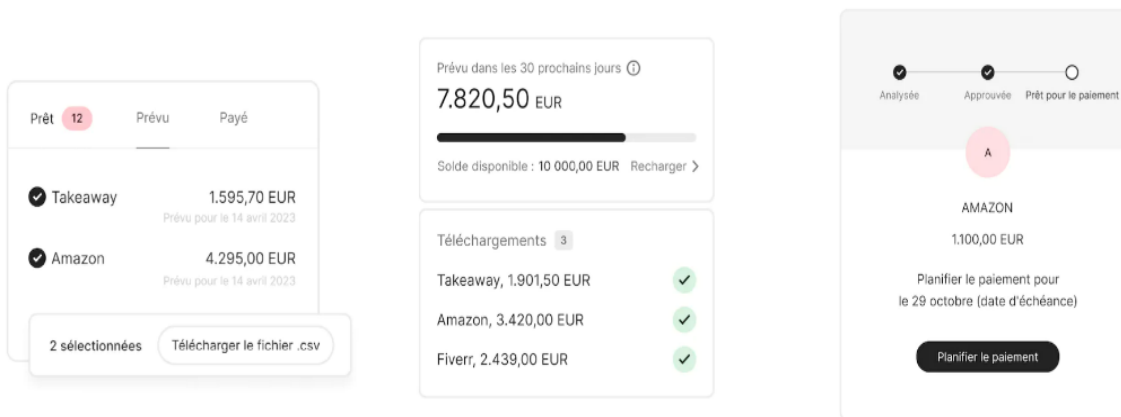 Prêt 12 Prévu Payé
Takeaway 1.595,70 EUR
Prévu pour le 14 avril 2023
Amazon 4.295,00 EUR
Prévu pour le 14 avril 2023
2 sélectionnées Télécharger le fichier .csv
Prévu dans les 30 prochains jours
7.820,50 EUR
Solde disponible : 10 000,00 EUR Recharger >
Téléchargements 3
Takeaway, 1.901,50 EUR
Amazon, 3.420,00 EUR
Fiverr, 2.439,00 EUR
Analysée Approuvée Prêt pour le paiement
A
AMAZON
1.100,00 EUR
Planifier le paiement pour
le 29 octobre (date d'échéance)
Planifier le paiement